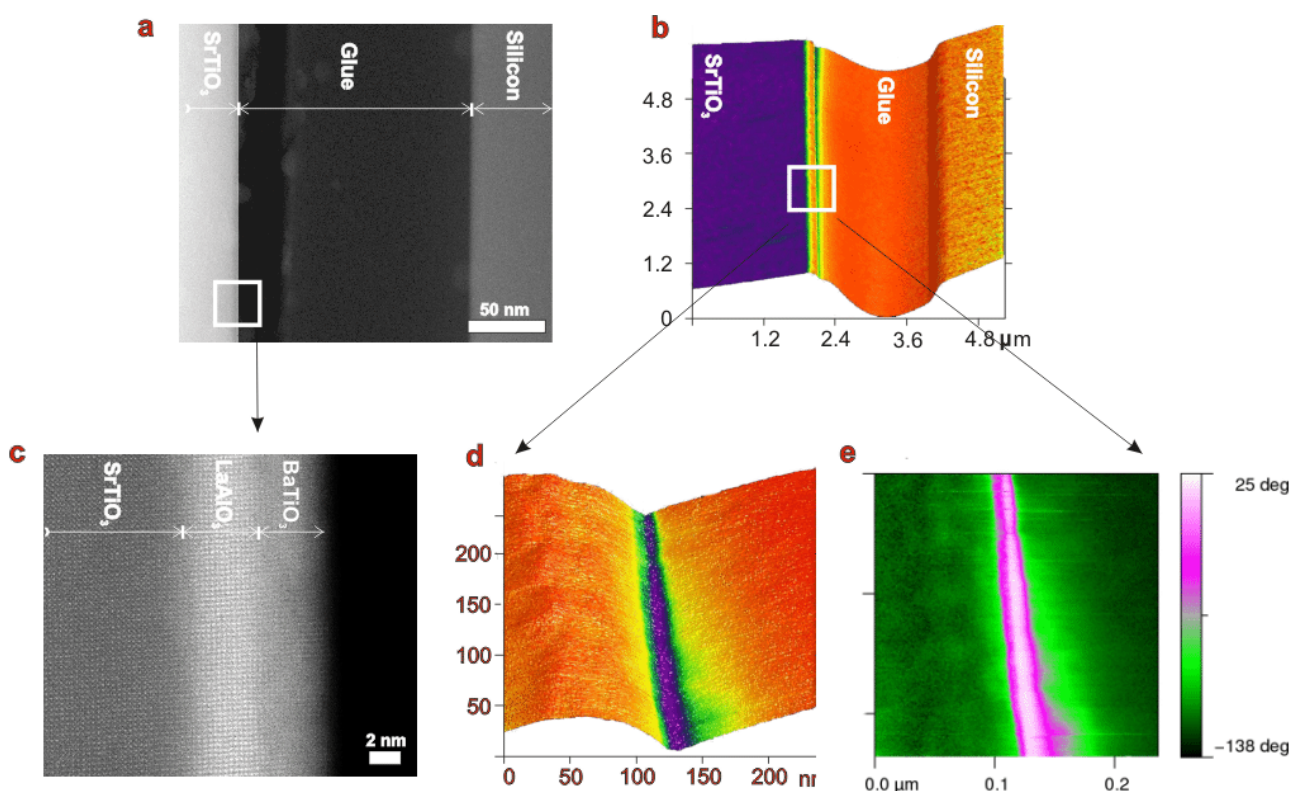 a
SrTiO₃
Glue
Silicon
50 nm
b
SrTiO₃
Glue
Silicon
4.8
3.6
2.4
1.2
0
1.2
2.4
3.6
4.8 µm
c
SrTiO₃
LaAlO₃
BaTiO₃
2 nm
d
200
150
100
50
0
50
100
200
e
25 deg
-138 deg
0.0 µm
0.1
0.2